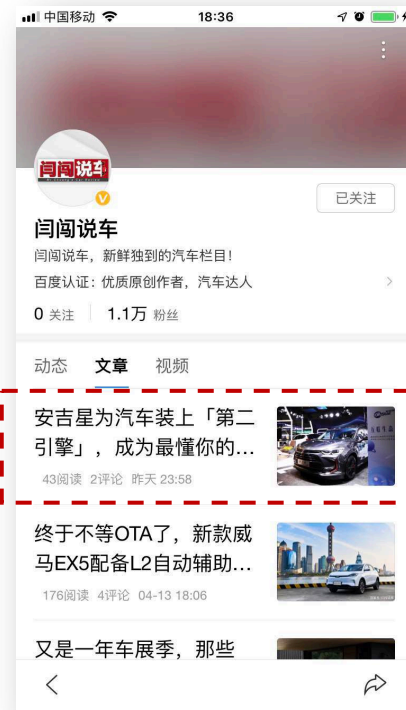 中国移动 18:36
闫闯说车
已关注
闫闯说车
闫闯说车，新鲜独到的汽车栏目！
百度认证：优质原创作者，汽车达人
0 关注 1.1万 粉丝
动态 文章 视频
安吉星为汽车装上「第二
引擎」，成为最懂你的...
43阅读 2评论 昨天 23:58
终于不等OTA了，新款威
马EX5配备L2自动辅助...
176阅读 4评论 04-13 18:06
又是一年车展季，那些